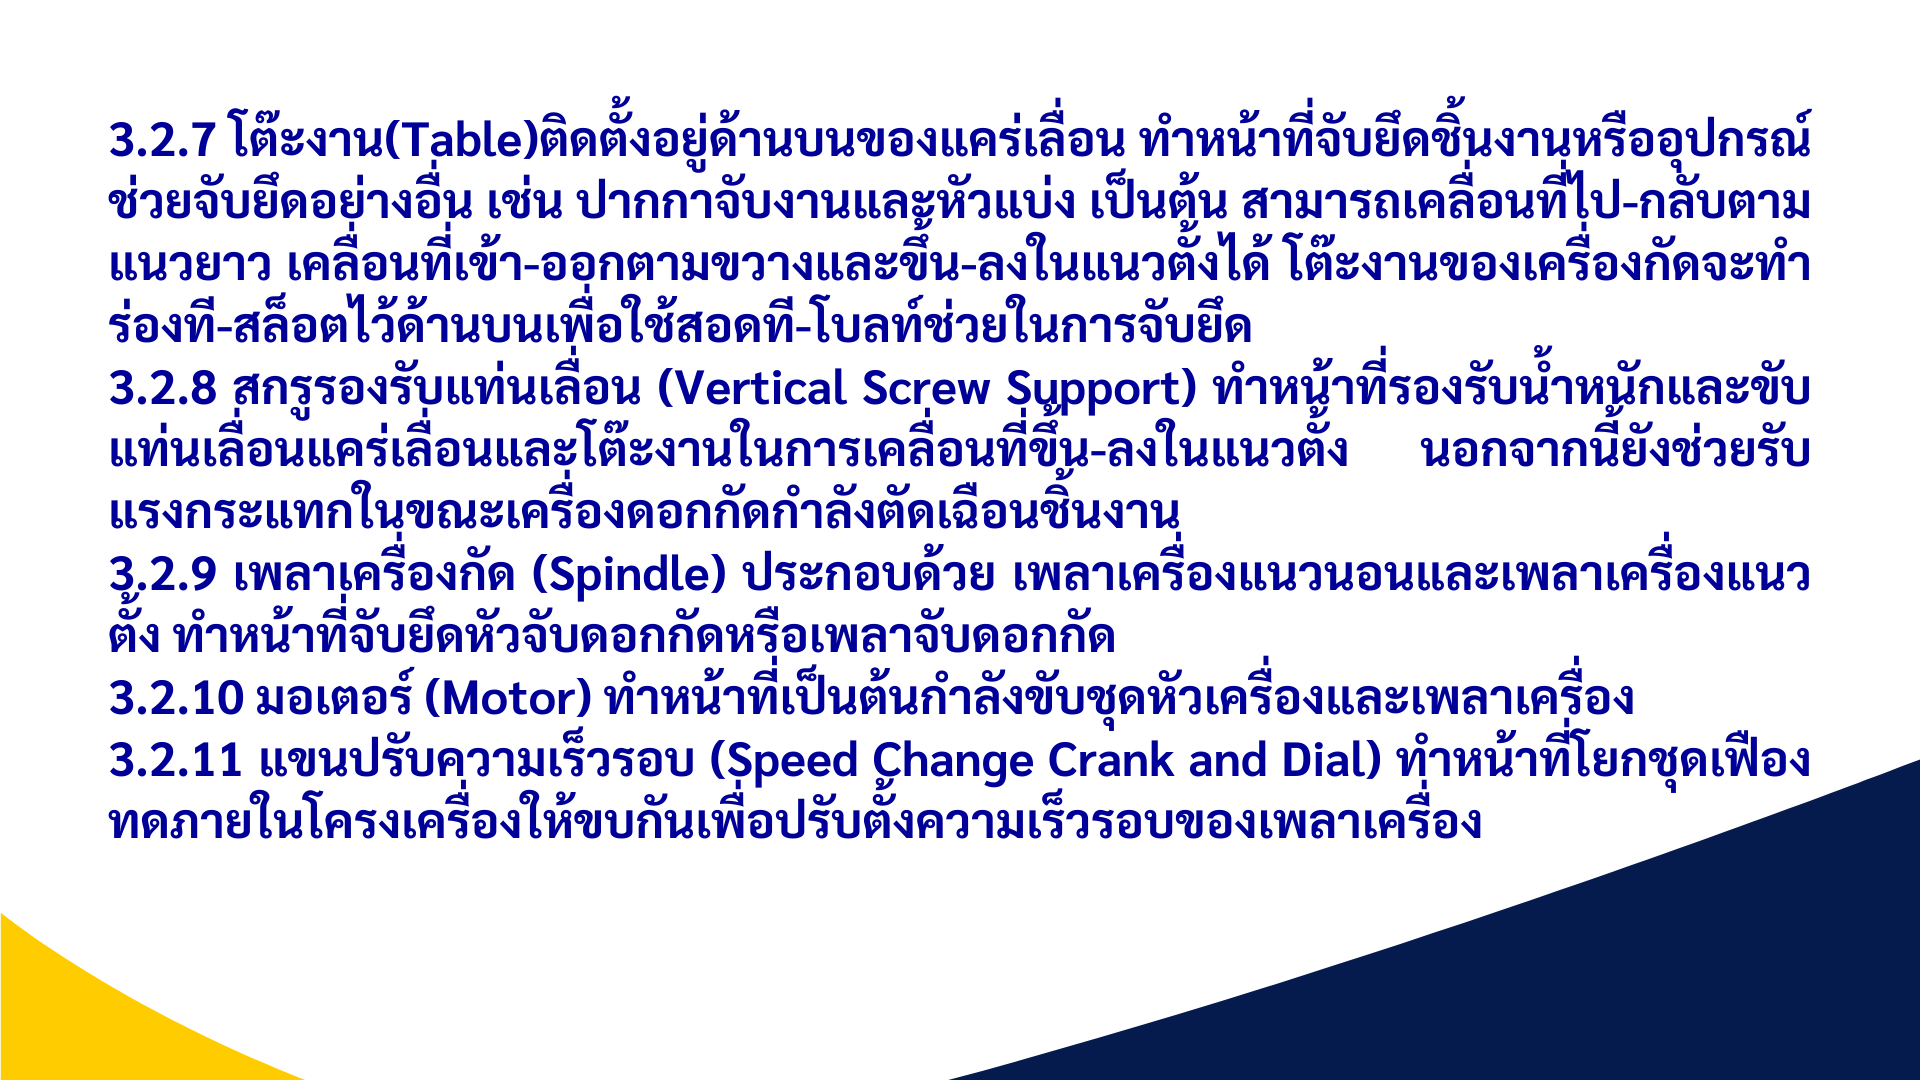 3.2.7 โต๊ะงาน(Table)ติดตั้งอยู่ด้านบนของแคร่เลื่อน ทำหน้าที่จับยึดชิ้นงานหรืออุปกรณ์
ช่วยจับยึดอย่างอื่น เช่น ปากกาจับงานและหัวแบ่ง เป็นต้น สามารถเคลื่อนที่ไป-กลับตาม
แนวยาว เคลื่อนที่เข้า-ออกตามขวางและขึ้น-ลงในแนวตั้งได้ โต๊ะงานของเครื่องกัดจะทำ
ร่องที-สล็อตไว้ด้านบนเพื่อใช้สอดที-โบลท์ช่วยในการจับยึด
3.2.8 สกรูรองรับแท่นเลื่อน (Vertical Screw Support) ทำหน้าที่รองรับน้ำหนักและขับ
แท่นเลื่อนแคร่เลื่อนและโต๊ะงานในการเคลื่อนที่ขึ้น-ลงในแนวตั้ง นอกจากนี้ยังช่วยรับ
แรงกระแทกในขณะเครื่องดอกกัดกำลังตัดเฉือนชิ้นงาน
3.2.9 เพลาเครื่องกัด (Spindle) ประกอบด้วย เพลาเครื่องแนวนอนและเพลาเครื่องแนว
ตั้ง ทำหน้าที่จับยึดหัวจับดอกกัดหรือเพลาจับดอกกัด
3.2.10 มอเตอร์ (Motor) ทำหน้าที่เป็นต้นกำลังขับชุดหัวเครื่องและเพลาเครื่อง
3.2.11 แขนปรับความเร็วรอบ (Speed Change Crank and Dial) ทำหน้าที่โยกชุดเฟือง
ทดภายในโครงเครื่องให้ขบกันเพื่อปรับตั้งความเร็วรอบของเพลาเครื่อง